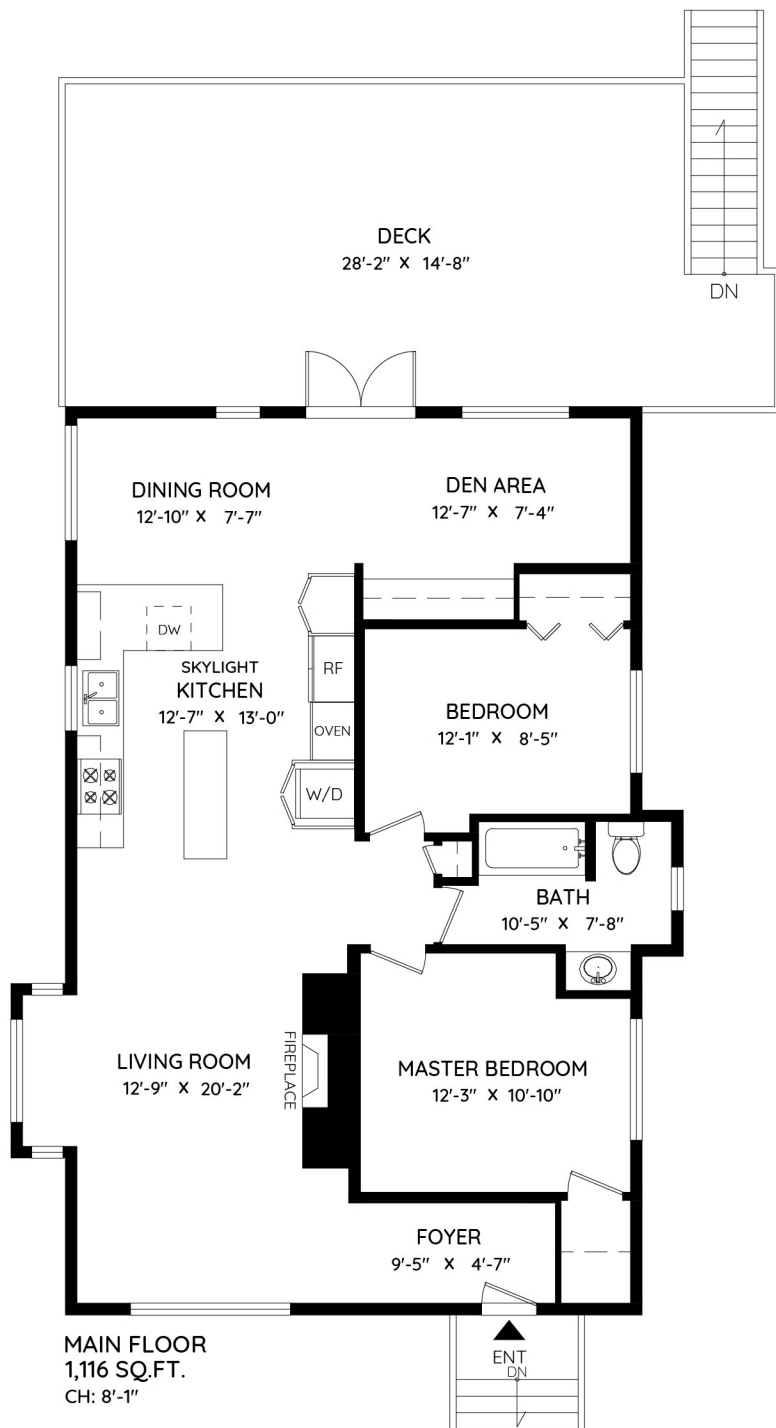 DECK
28'-2" X 14'-8"
DN
DINING ROOM
12'-10" X 7'-7"
DEN AREA
12'-7" X 7'-4"
DW
SKYLIGHT
KITCHEN
12'-7" X 13'-0"
RF
OVEN
W/D
BEDROOM
12'-1" X 8'-5"
BATH
10'-5" X 7'-8"
LIVING ROOM
12'-9" X 20'-2"
FIREPLACE
MASTER BEDROOM
12'-3" X 10'-10"
FOYER
9'-5" X 4'-7"
MAIN FLOOR
1,116 SQ.FT.
CH: 8'-1"
ENT
DN